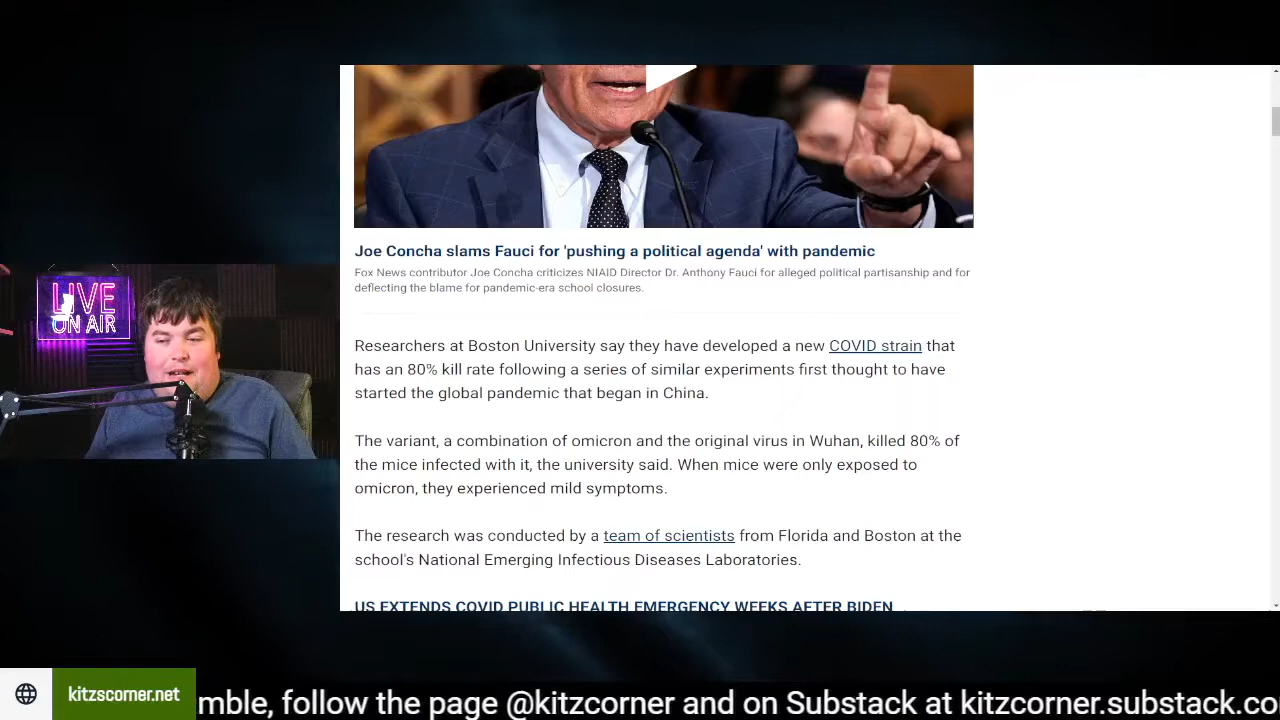 LIVE
ON AIR
Joe Concha slams Fauci for 'pushing a political agenda' with pandemic
Fox News contributor Joe Concha criticizes NIAID Director Dr. Anthony Fauci for alleged political partisanship and for
deflecting the blame for pandemic-era school closures.
Researchers at Boston University say they have developed a new COVID strain that
has an 80% kill rate following a series of similar experiments first thought to have
started the global pandemic that began in China.
The variant, a combination of omicron and the original virus in Wuhan, killed 80% of
the mice infected with it, the university said. When mice were only exposed to
omicron, they experienced mild symptoms.
The research was conducted by a team of scientists from Florida and Boston at the
school's National Emerging Infectious Diseases Laboratories.
US EXTENDS COVID PUBLIC HEALTH EMERGENCY WEEKS AFTER BIDEN
kitzscorner.net
mble, follow the page @kitzcorner and on Substack at kitzcorner.substack.co